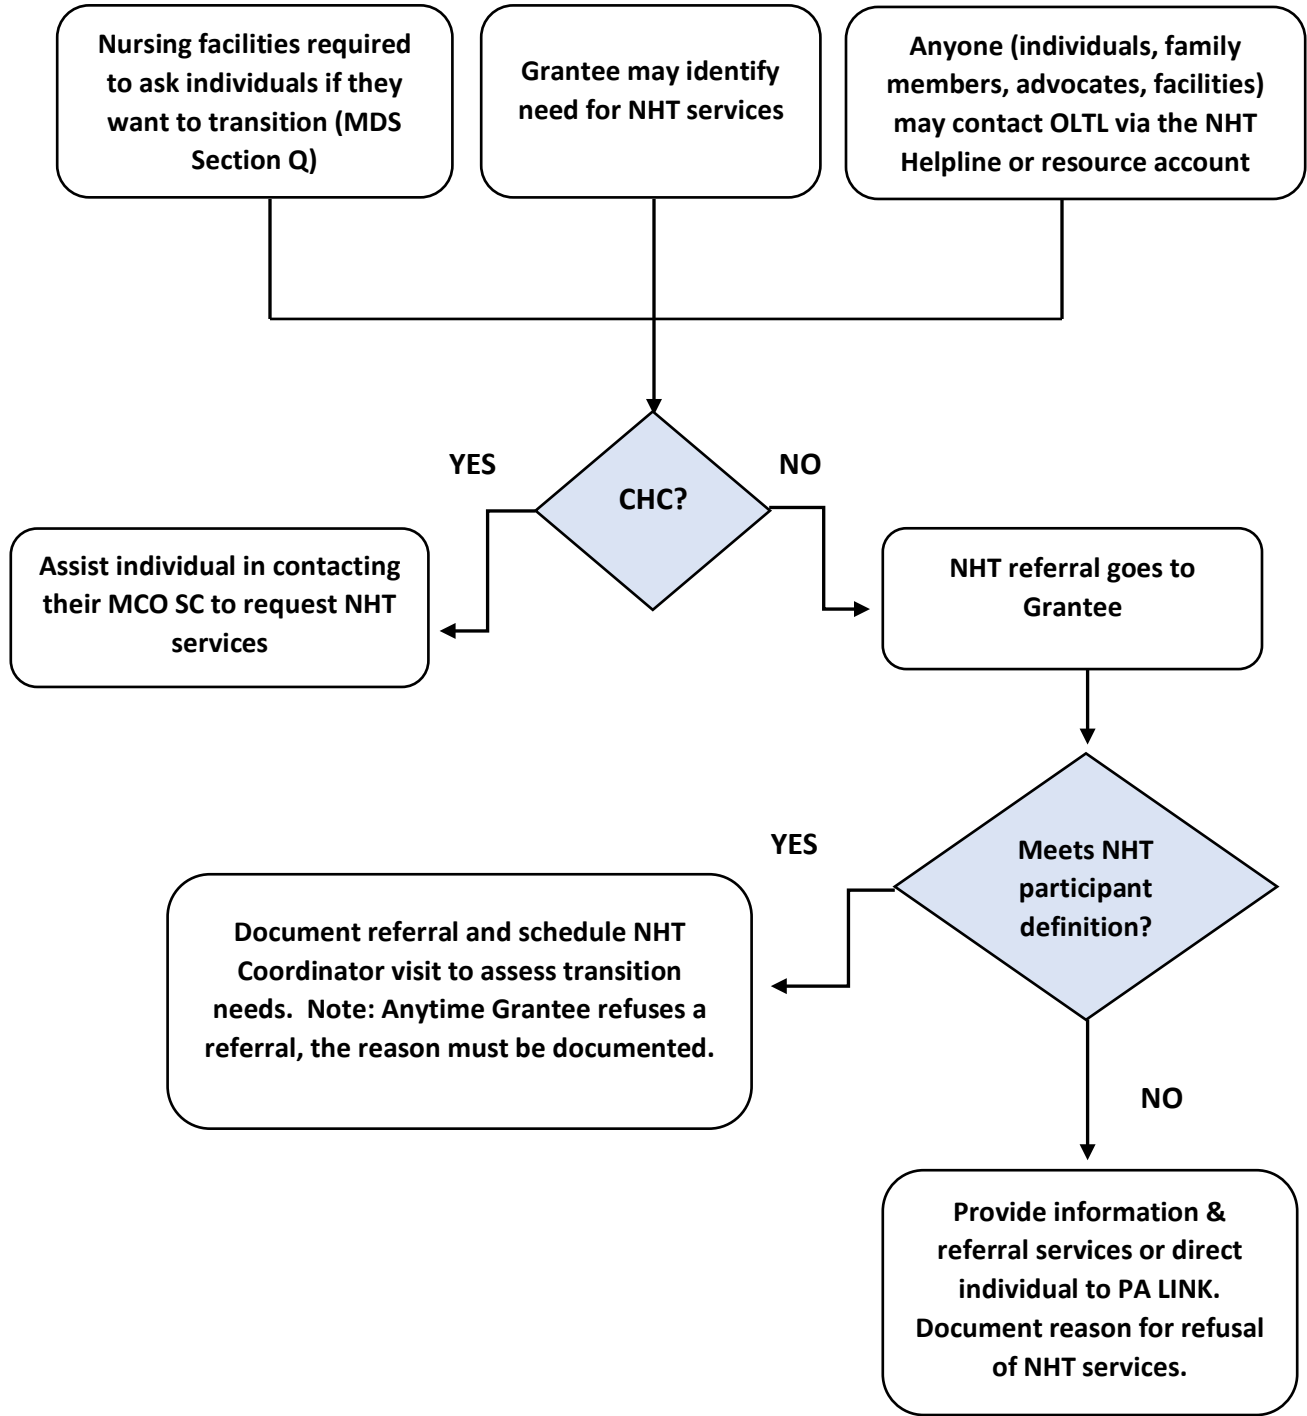 Nursing facilities required
to ask individuals if they
want to transition (MDS
Section Q)
Grantee may identify
need for NHT services
Anyone (individuals, family
members, advocates, facilities)
may contact OLTL via the NHT
Helpline or resource account
YES
NO
CHC?
Assist individual in contacting
their MCO SC to request NHT
services
NHT referral goes to
Grantee
YES
Meets NHT
participant
definition?
Document referral and schedule NHT
Coordinator visit to assess transition
needs.  Note: Anytime Grantee refuses a
referral, the reason must be documented.
NO
Provide information &
referral services or direct
individual to PA LINK.
Document reason for refusal
of NHT services.